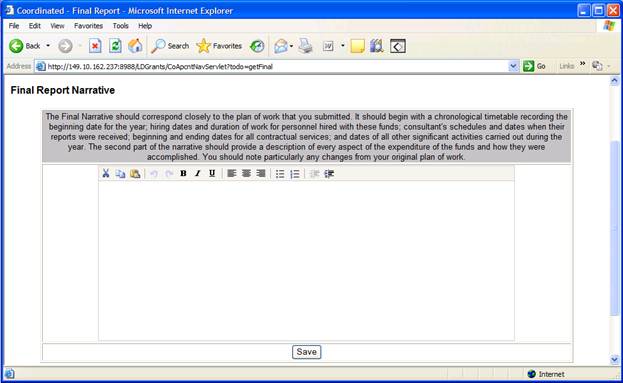 Coordinated - Final Report - Microsoft Internet Explorer
File Edit View Favorites Tools Help
Back Search Favorites
Address http://149.10.162.237:8988/LDGrants/CoApcntNavServlet?todo=getFinal Go Links »
Final Report Narrative
The Final Narrative should correspond closely to the plan of work that you submitted. It should begin with a chronological timetable recording the
beginning date for the year; hiring dates and duration of work for personnel hired with these funds; consultant's schedules and dates when their
reports were received; beginning and ending dates for all contractual services; and dates of all other significant activities carried out during the
year. The second part of the narrative should provide a description of every aspect of the expenditure of the funds and how they were
accomplished. You should note particularly any changes from your original plan of work.
B I U
Save
Internet